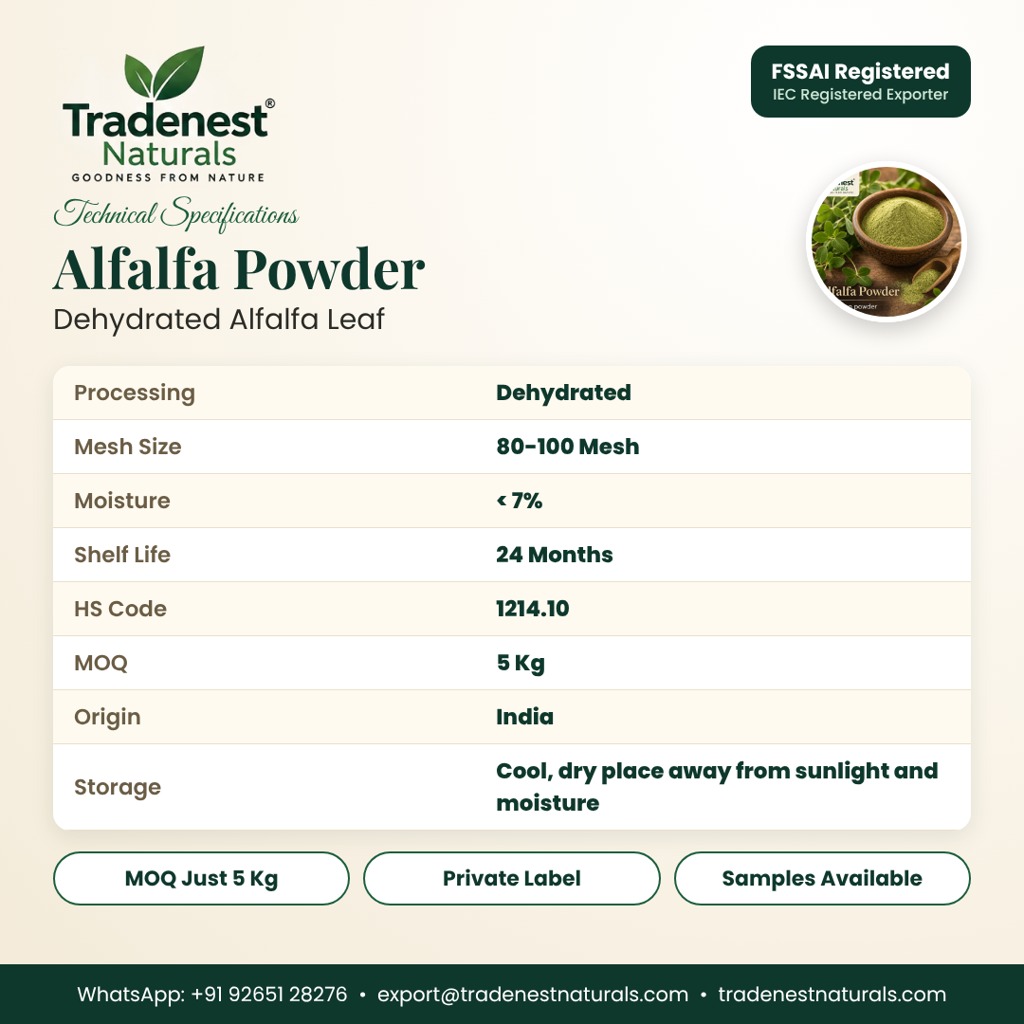 Tradenest®
Naturals
GOODNESS FROM NATURE
FSSAI Registered
IEC Registered Exporter
Technical Specifications
Alfalfa Powder
Dehydrated Alfalfa Leaf
lfalfa Powder
powder
Processing Dehydrated
Mesh Size 80-100 Mesh
Moisture < 7%
Shelf Life 24 Months
HS Code 1214.10
MOQ 5 Kg
Origin India
Storage Cool, dry place away from sunlight and
moisture
MOQ Just 5 Kg
Private Label
Samples Available
WhatsApp: +91 92651 28276 • export@tradenestnaturals.com • tradenestnaturals.com